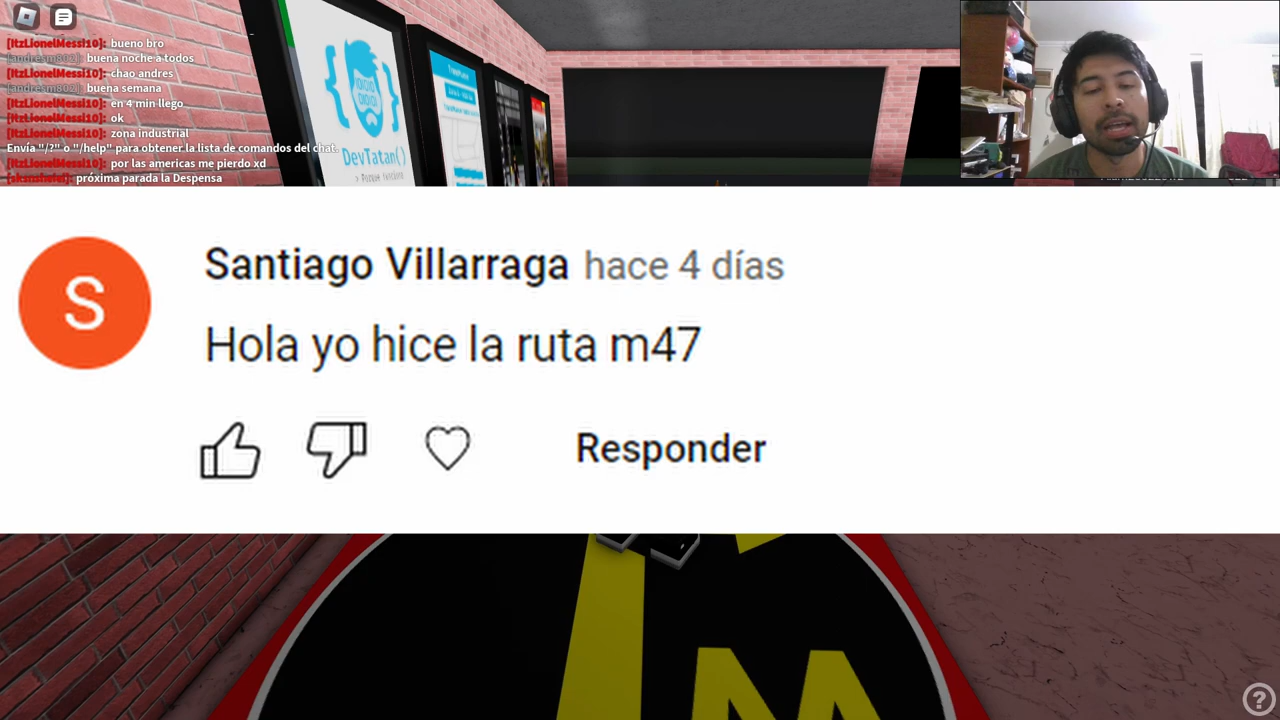 [ItzLionelMessi10]: bueno bro
[andresm802]: buena noche a todos
[ItzLionelMessi10]: chao andres
[andresm802]: buena semana
[ItzLionelMessi10]: en 4 min llego
[ItzLionelMessi10]: ok
[ItzLionelMessi10]: zona industrial
Envía "/?" o "/help" para obtener la lista de comandos del chat.
[ItzLionelMessi10]: por las americas me pierdo xd
próxima parada la Despensa
{ }
DevTatan()
Santiago Villarraga hace 4 días
S
Hola yo hice la ruta m47
Responder
M
?